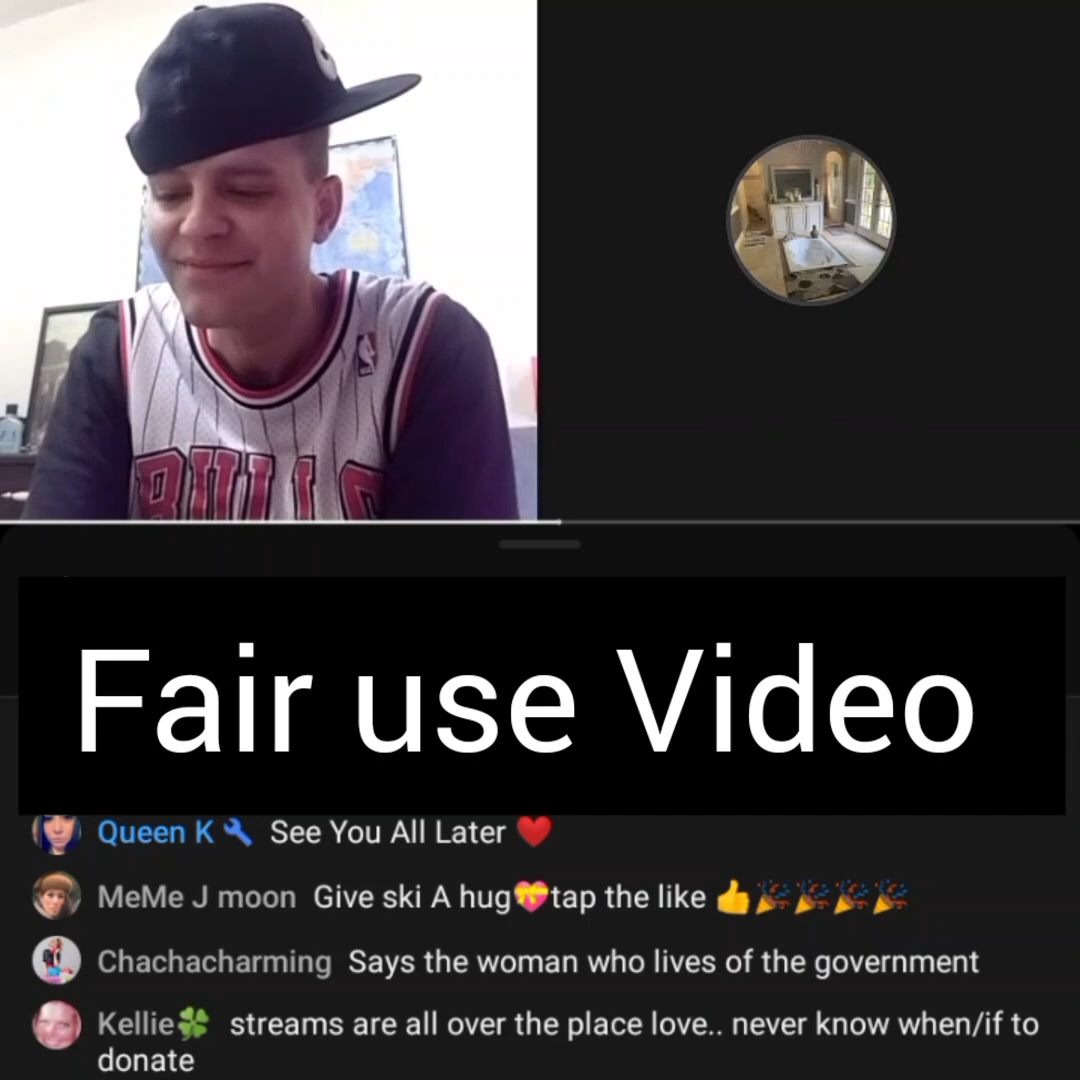 BULLS
Fair use Video
Queen K🔧 See You All Later ❤️
MeMe J moon Give ski A hug💝tap the like 👍🎉🎉🎉🎉
Chachacharming Says the woman who lives of the government
Kellie🍀 streams are all over the place love.. never know when/if to
donate